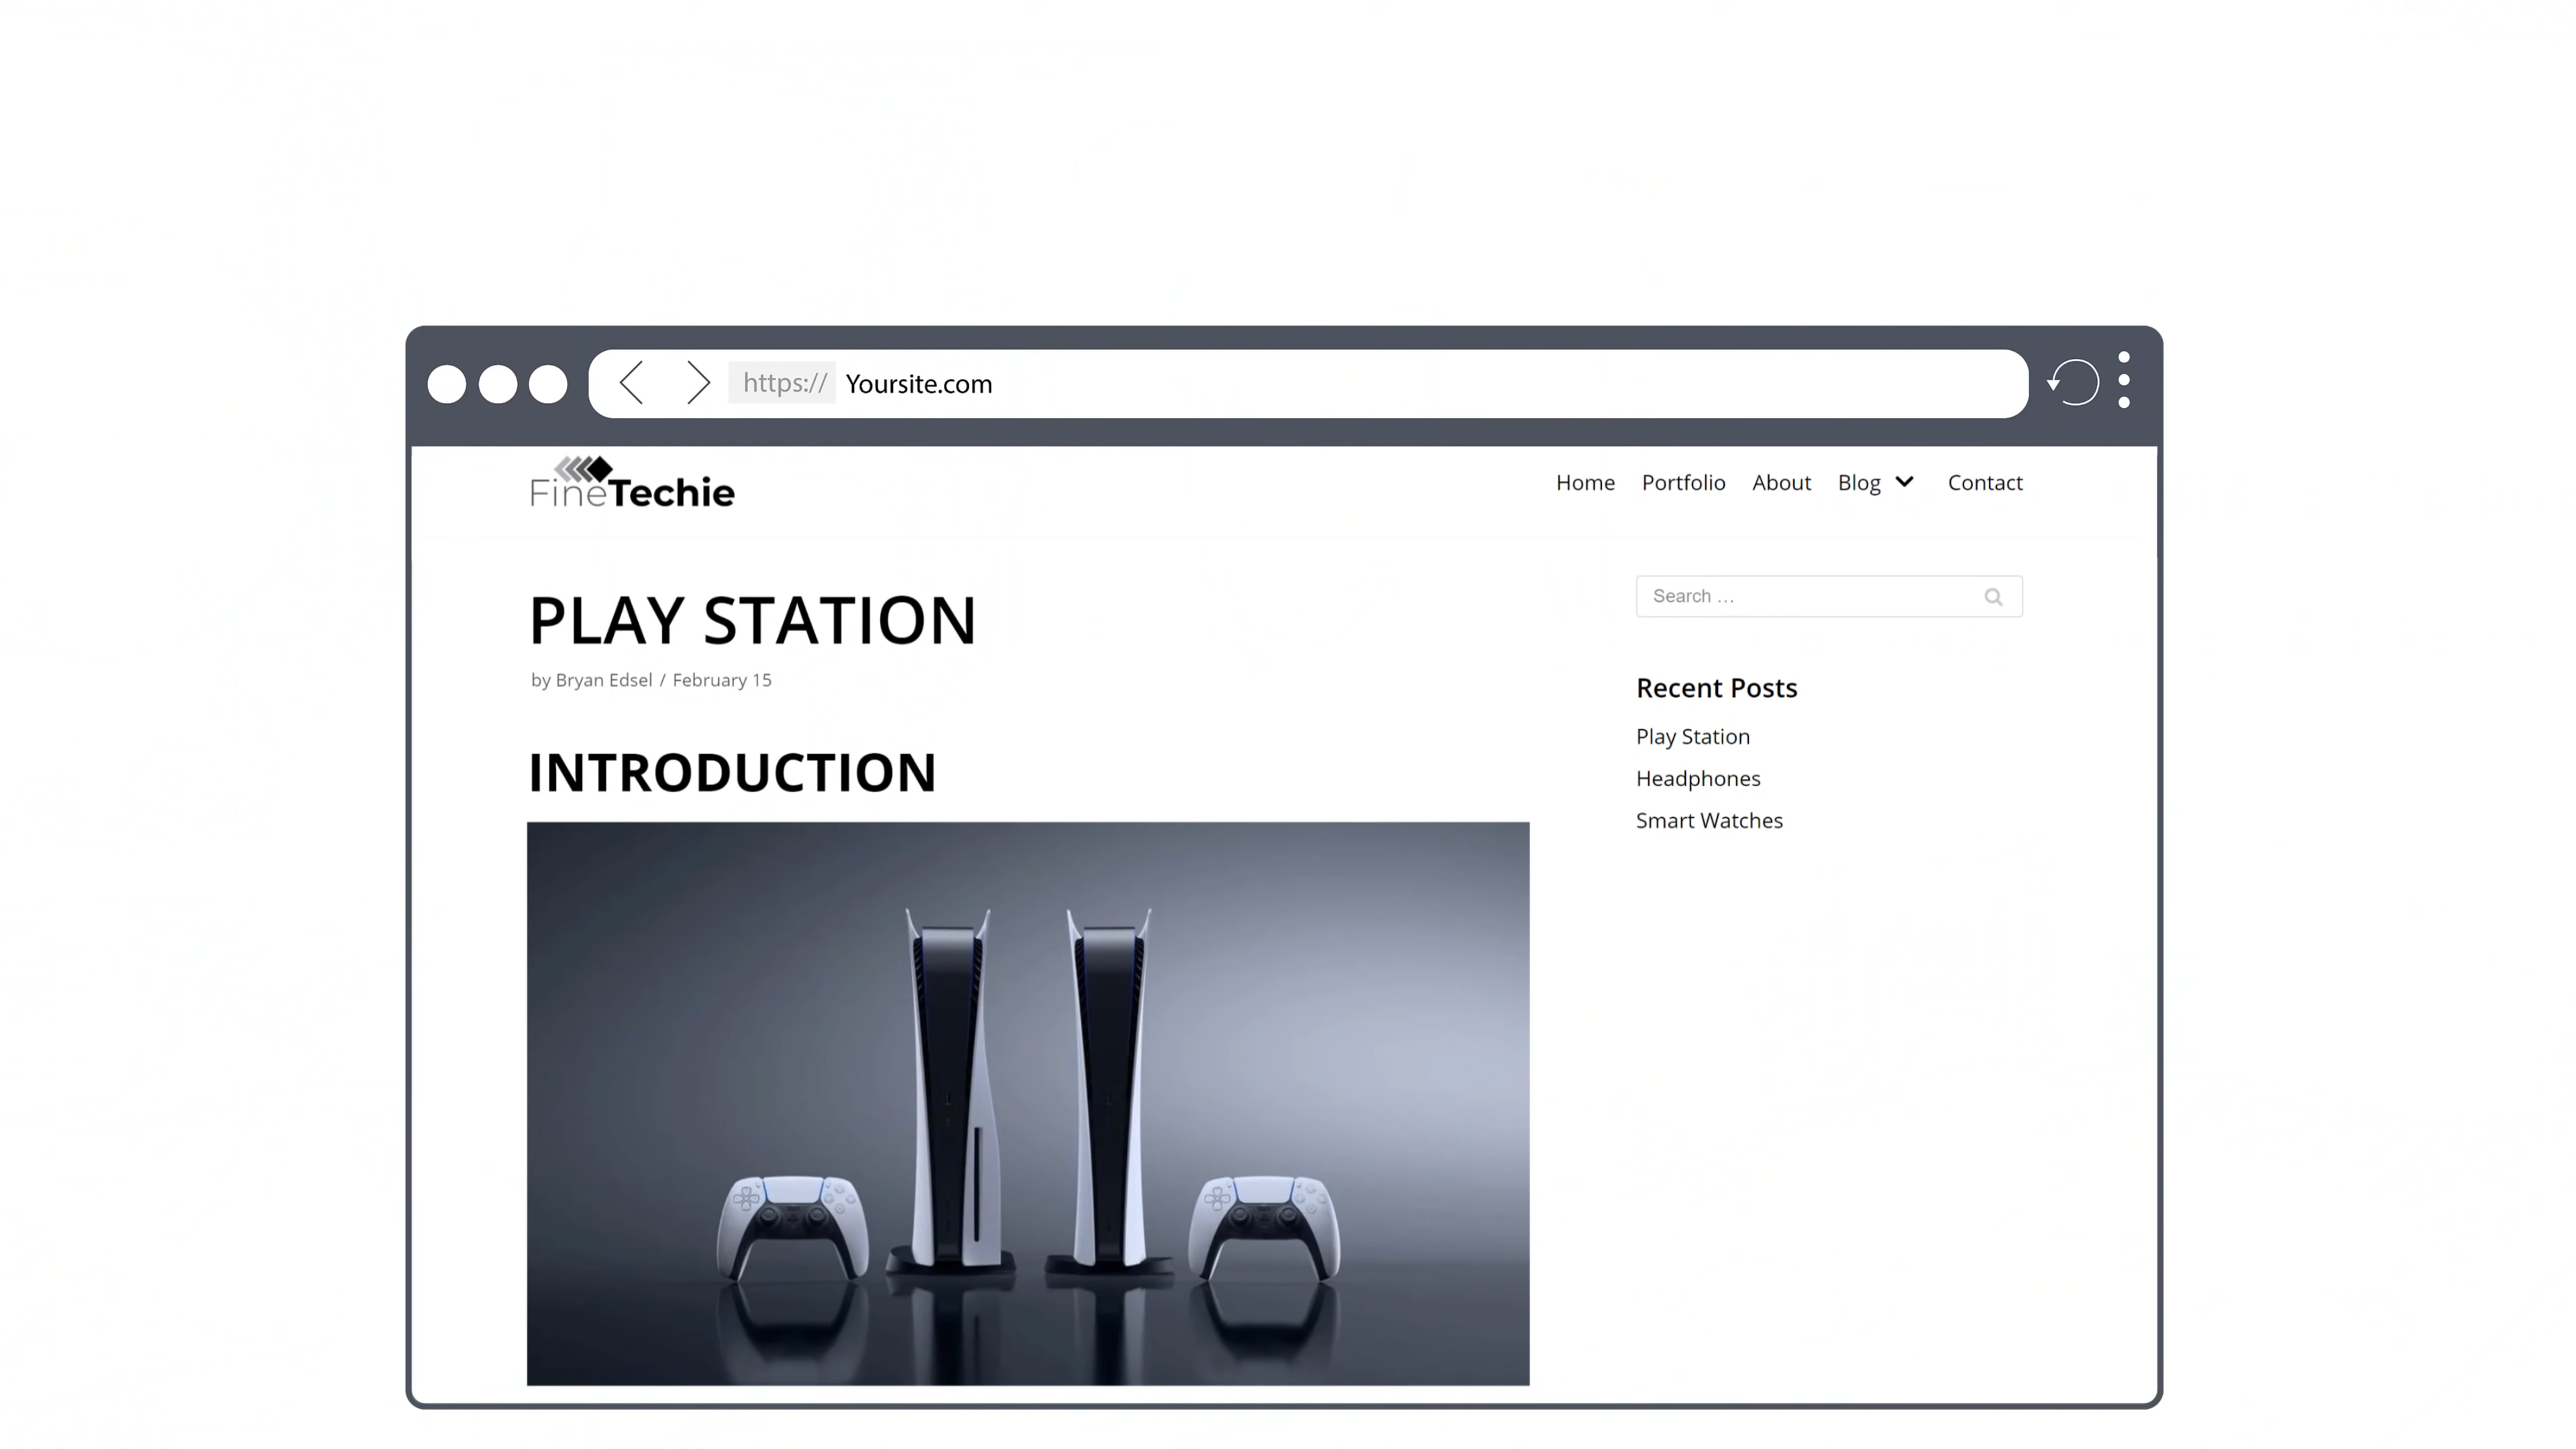 https:// Yoursite.com
FineTechie
Home Portfolio About Blog Contact
PLAY STATION
by Bryan Edsel / February 15
INTRODUCTION
Search ...
Recent Posts
Play Station
Headphones
Smart Watches